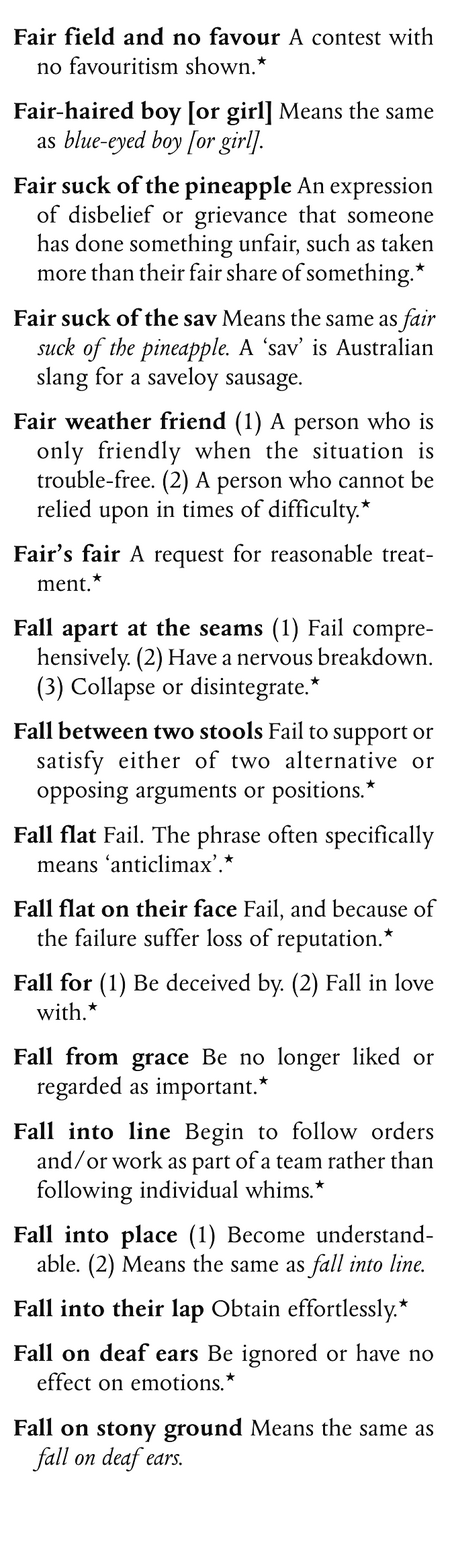 Fair field and no favour A contest with
no favouritism shown.★
Fair-haired boy [or girl] Means the same
as blue-eyed boy [or girl].
Fair suck of the pineapple An expression
of disbelief or grievance that someone
has done something unfair, such as taken
more than their fair share of something.★
Fair suck of the sav Means the same as fair
suck of the pineapple. A ‘sav’ is Australian
slang for a saveloy sausage.
Fair weather friend (1) A person who is
only friendly when the situation is
trouble-free. (2) A person who cannot be
relied upon in times of difficulty.★
Fair’s fair A request for reasonable treat-
ment.★
Fall apart at the seams (1) Fail compre-
hensively. (2) Have a nervous breakdown.
(3) Collapse or disintegrate.★
Fall between two stools Fail to support or
satisfy either of two alternative or
opposing arguments or positions.★
Fall flat Fail. The phrase often specifically
means ‘anticlimax’.★
Fall flat on their face Fail, and because of
the failure suffer loss of reputation.★
Fall for (1) Be deceived by. (2) Fall in love
with.★
Fall from grace Be no longer liked or
regarded as important.★
Fall into line Begin to follow orders
and/or work as part of a team rather than
following individual whims.★
Fall into place (1) Become understand-
able. (2) Means the same as fall into line.
Fall into their lap Obtain effortlessly.★
Fall on deaf ears Be ignored or have no
effect on emotions.★
Fall on stony ground Means the same as
fall on deaf ears.